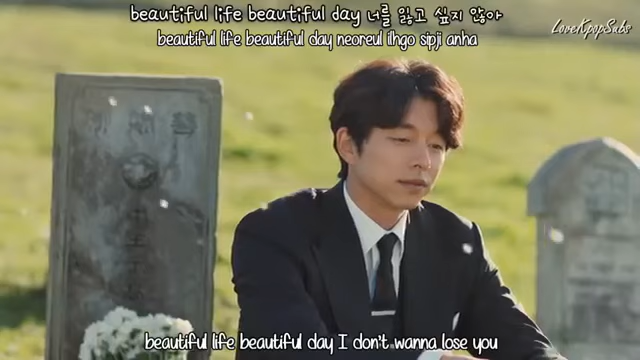 beautiful life beautiful day 너를 잃고 싶지 않아
beautiful life beautiful day neoreul ilhgo sipji anha
LoveKpopSubs
beautiful life beautiful day I don't wanna lose you